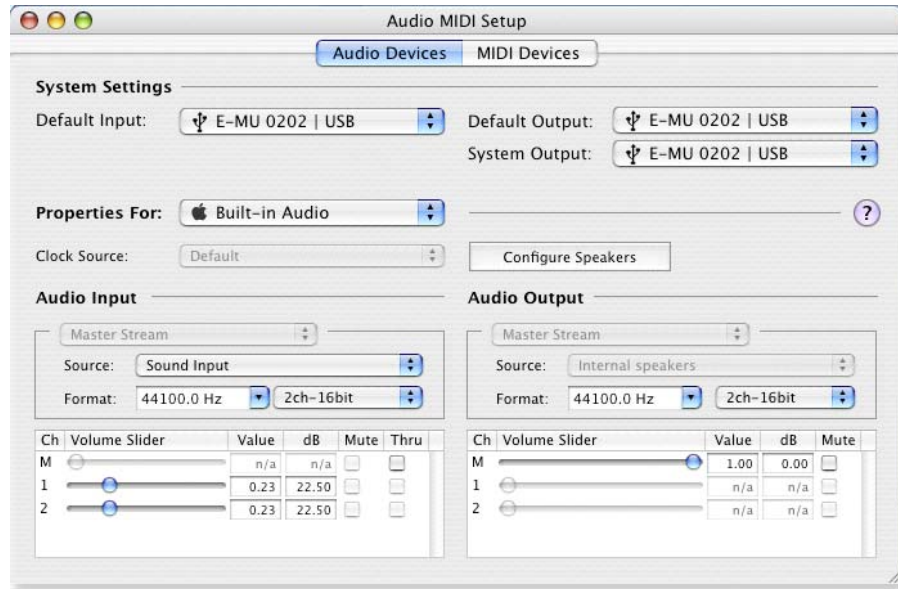 Audio MIDI Setup
Audio Devices MIDI Devices
System Settings
Default Input: E-MU 0202 | USB Default Output: E-MU 0202 | USB
System Output: E-MU 0202 | USB
Properties For: Built-in Audio ?
Clock Source: Default Configure Speakers
Audio Input Audio Output
Master Stream Master Stream
Source: Sound Input Source: Internal speakers
Format: 44100.0 Hz 2ch-16bit Format: 44100.0 Hz 2ch-16bit
Ch Volume Slider Value dB Mute Thru Ch Volume Slider Value dB Mute
M n/a n/a M 1.00 0.00
1 0.23 22.50 1 n/a n/a
2 0.23 22.50 2 n/a n/a